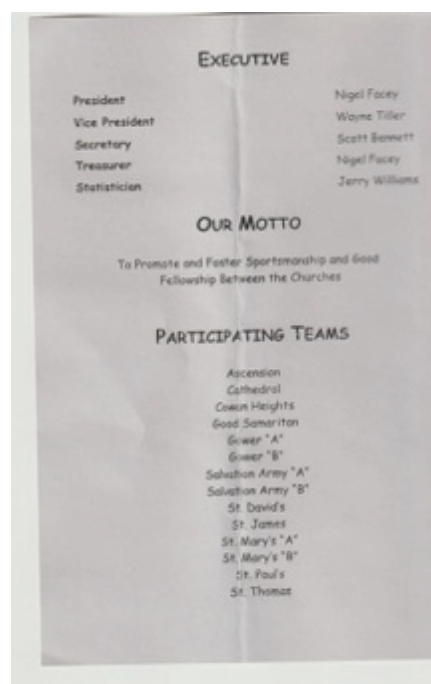 EXECUTIVE
President Nigel Facey
Vice President Wayne Tiller
Secretary Scott Bennett
Treasurer Nigel Facey
Statistician Jerry Williams
OUR MOTTO
To Promote and Foster Sportsmanship and Good
Fellowship Between the Churches
PARTICIPATING TEAMS
Ascension
Cathedral
Cowan Heights
Good Samaritan
Gower "A"
Gower "B"
Salvation Army "A"
Salvation Army "B"
St. David's
St. James
St. Mary's "A"
St. Mary's "B"
St. Paul's
St. Thomas